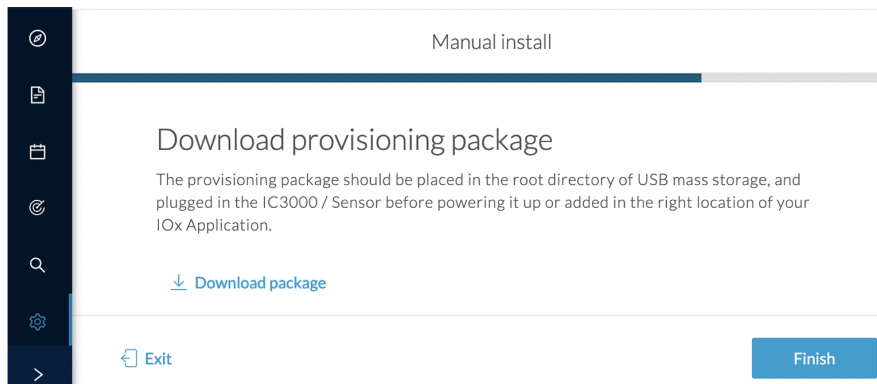 Manual install
Download provisioning package
The provisioning package should be placed in the root directory of USB mass storage, and
plugged in the IC3000 / Sensor before powering it up or added in the right location of your
IOx Application.
Download package
Exit
Finish